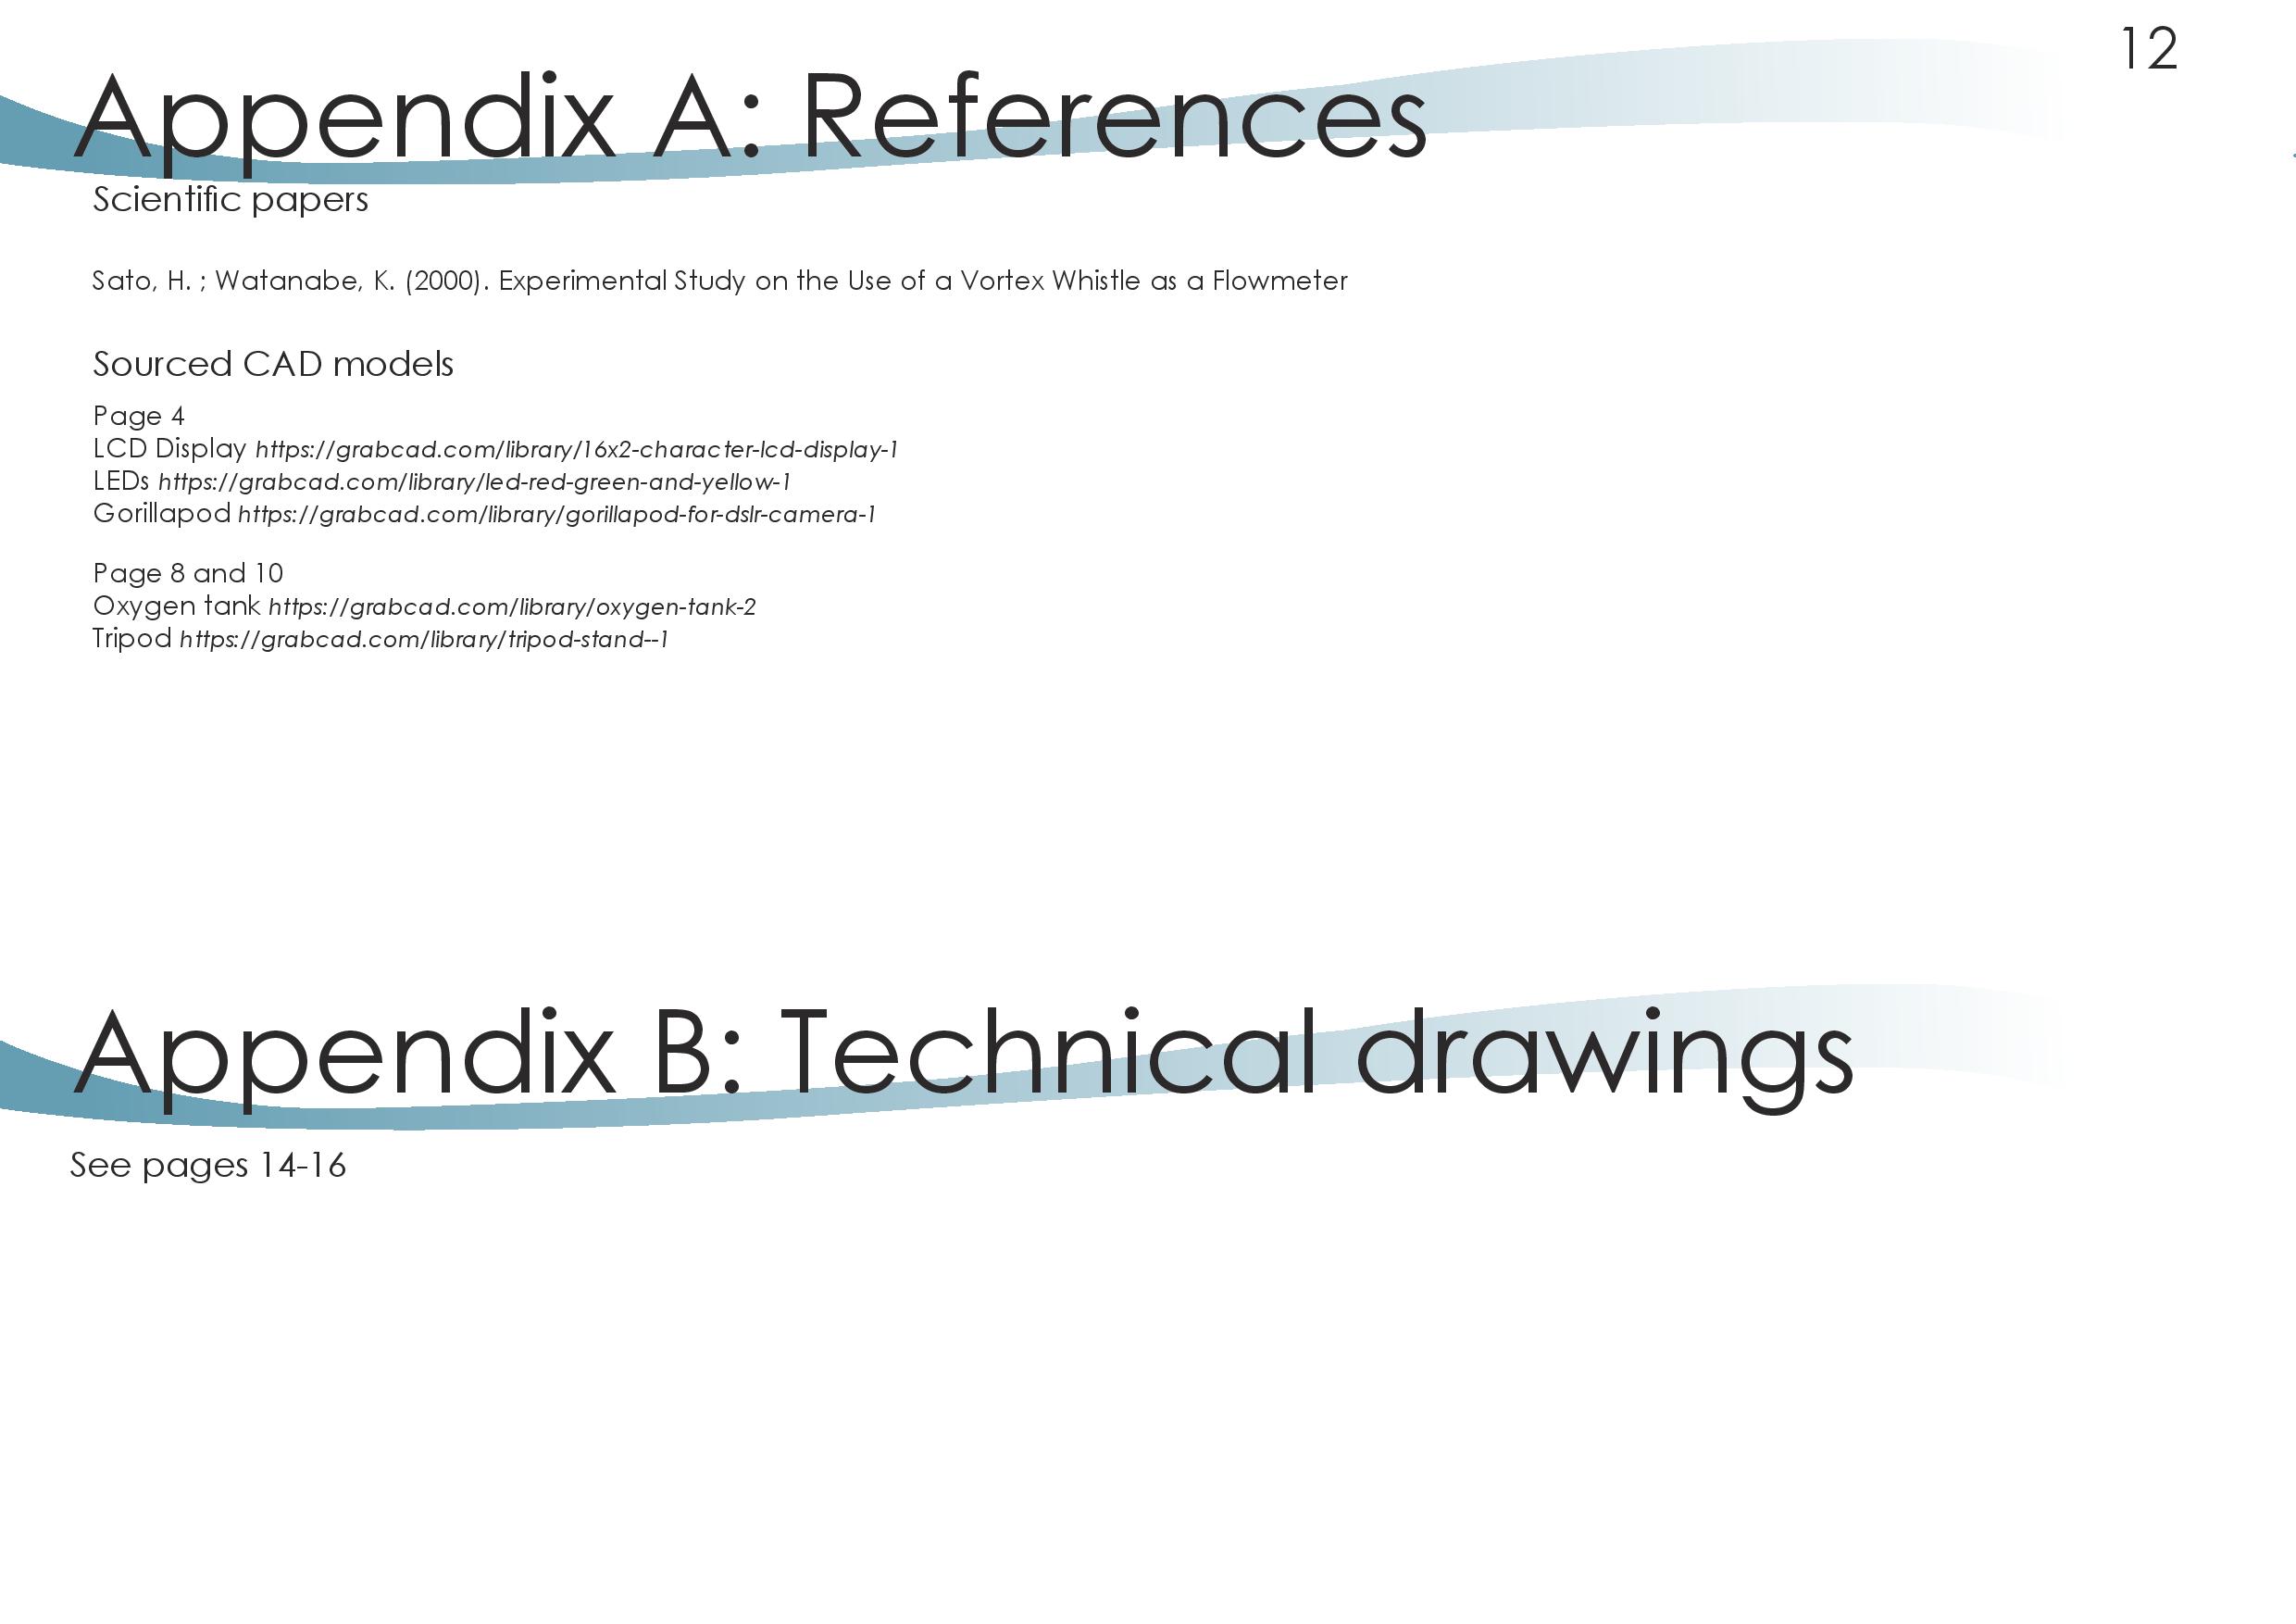 12
Appendix A: References
Scientific papers
Sato, H. ; Watanabe, K. (2000). Experimental Study on the Use of a Vortex Whistle as a Flowmeter
Sourced CAD models
Page 4
LCD Display https://grabcad.com/library/16x2-character-lcd-display-1
LEDs https://grabcad.com/library/led-red-green-and-yellow-1
Gorillapod https://grabcad.com/library/gorillapod-for-dslr-camera-1
Page 8 and 10
Oxygen tank https://grabcad.com/library/oxygen-tank-2
Tripod https://grabcad.com/library/tripod-stand--1
Appendix B: Technical drawings
See pages 14-16